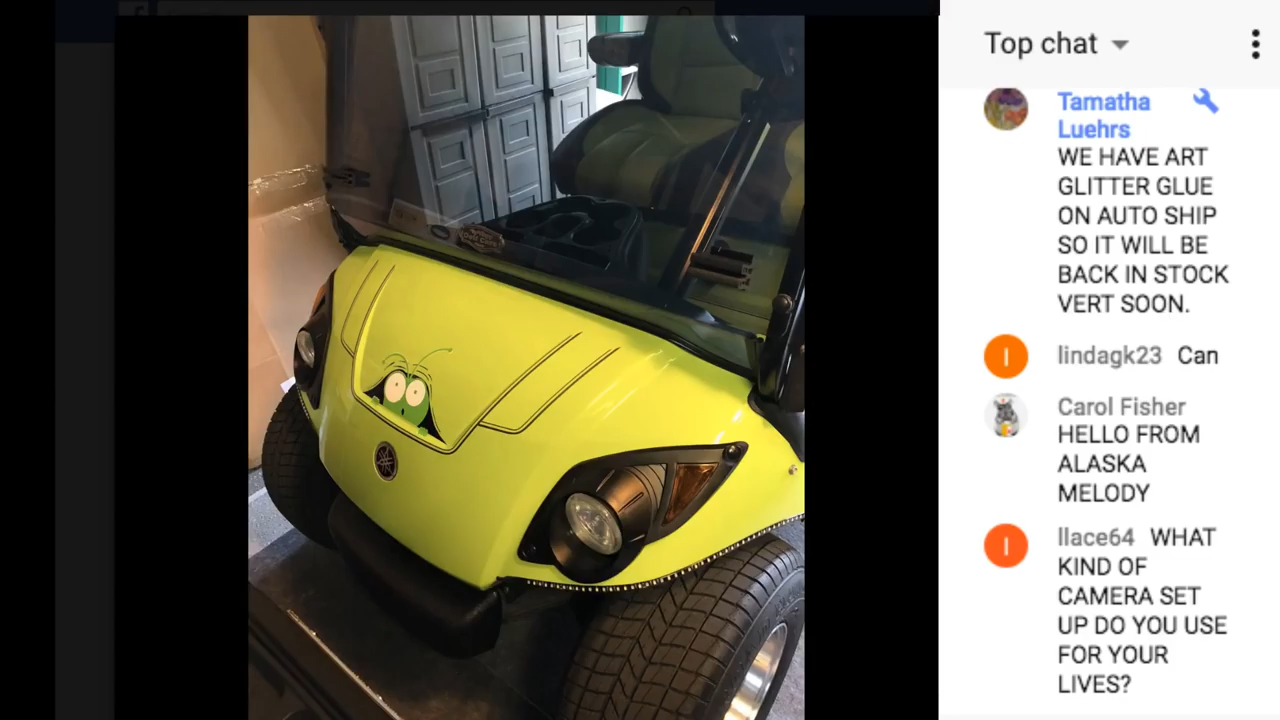 Top chat
Tamatha
Luehrs
WE HAVE ART
GLITTER GLUE
ON AUTO SHIP
SO IT WILL BE
BACK IN STOCK
VERT SOON.
I
lindagk23 Can
Carol Fisher
HELLO FROM
ALASKA
MELODY
I
llace64 WHAT
KIND OF
CAMERA SET
UP DO YOU USE
FOR YOUR
LIVES?